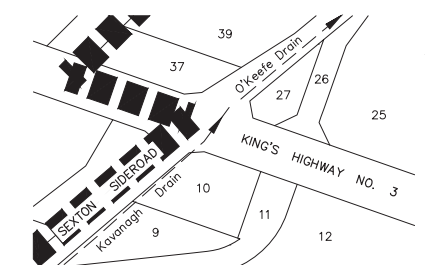 39
O'Keefe Drain
37
26
27
25
KING'S HIGHWAY NO. 3
SEXTON SIDEROAD
Kavanagh Drain
10
11
9
12